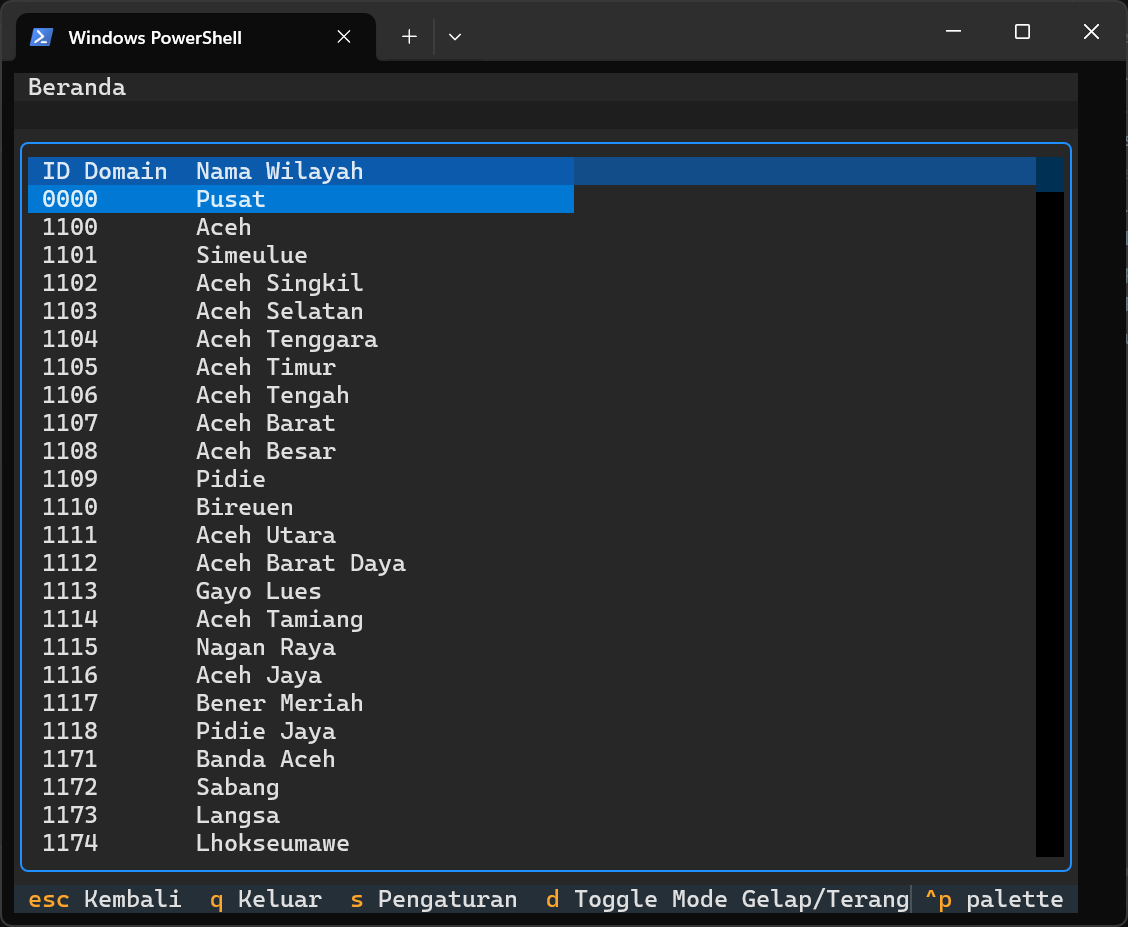 Windows PowerShell
Beranda
ID Domain Nama Wilayah
0000 Pusat
1100 Aceh
1101 Simeulue
1102 Aceh Singkil
1103 Aceh Selatan
1104 Aceh Tenggara
1105 Aceh Timur
1106 Aceh Tengah
1107 Aceh Barat
1108 Aceh Besar
1109 Pidie
1110 Bireuen
1111 Aceh Utara
1112 Aceh Barat Daya
1113 Gayo Lues
1114 Aceh Tamiang
1115 Nagan Raya
1116 Aceh Jaya
1117 Bener Meriah
1118 Pidie Jaya
1171 Banda Aceh
1172 Sabang
1173 Langsa
1174 Lhokseumawe
esc Kembali q Keluar s Pengaturan d Toggle Mode Gelap/Terang ^p palette